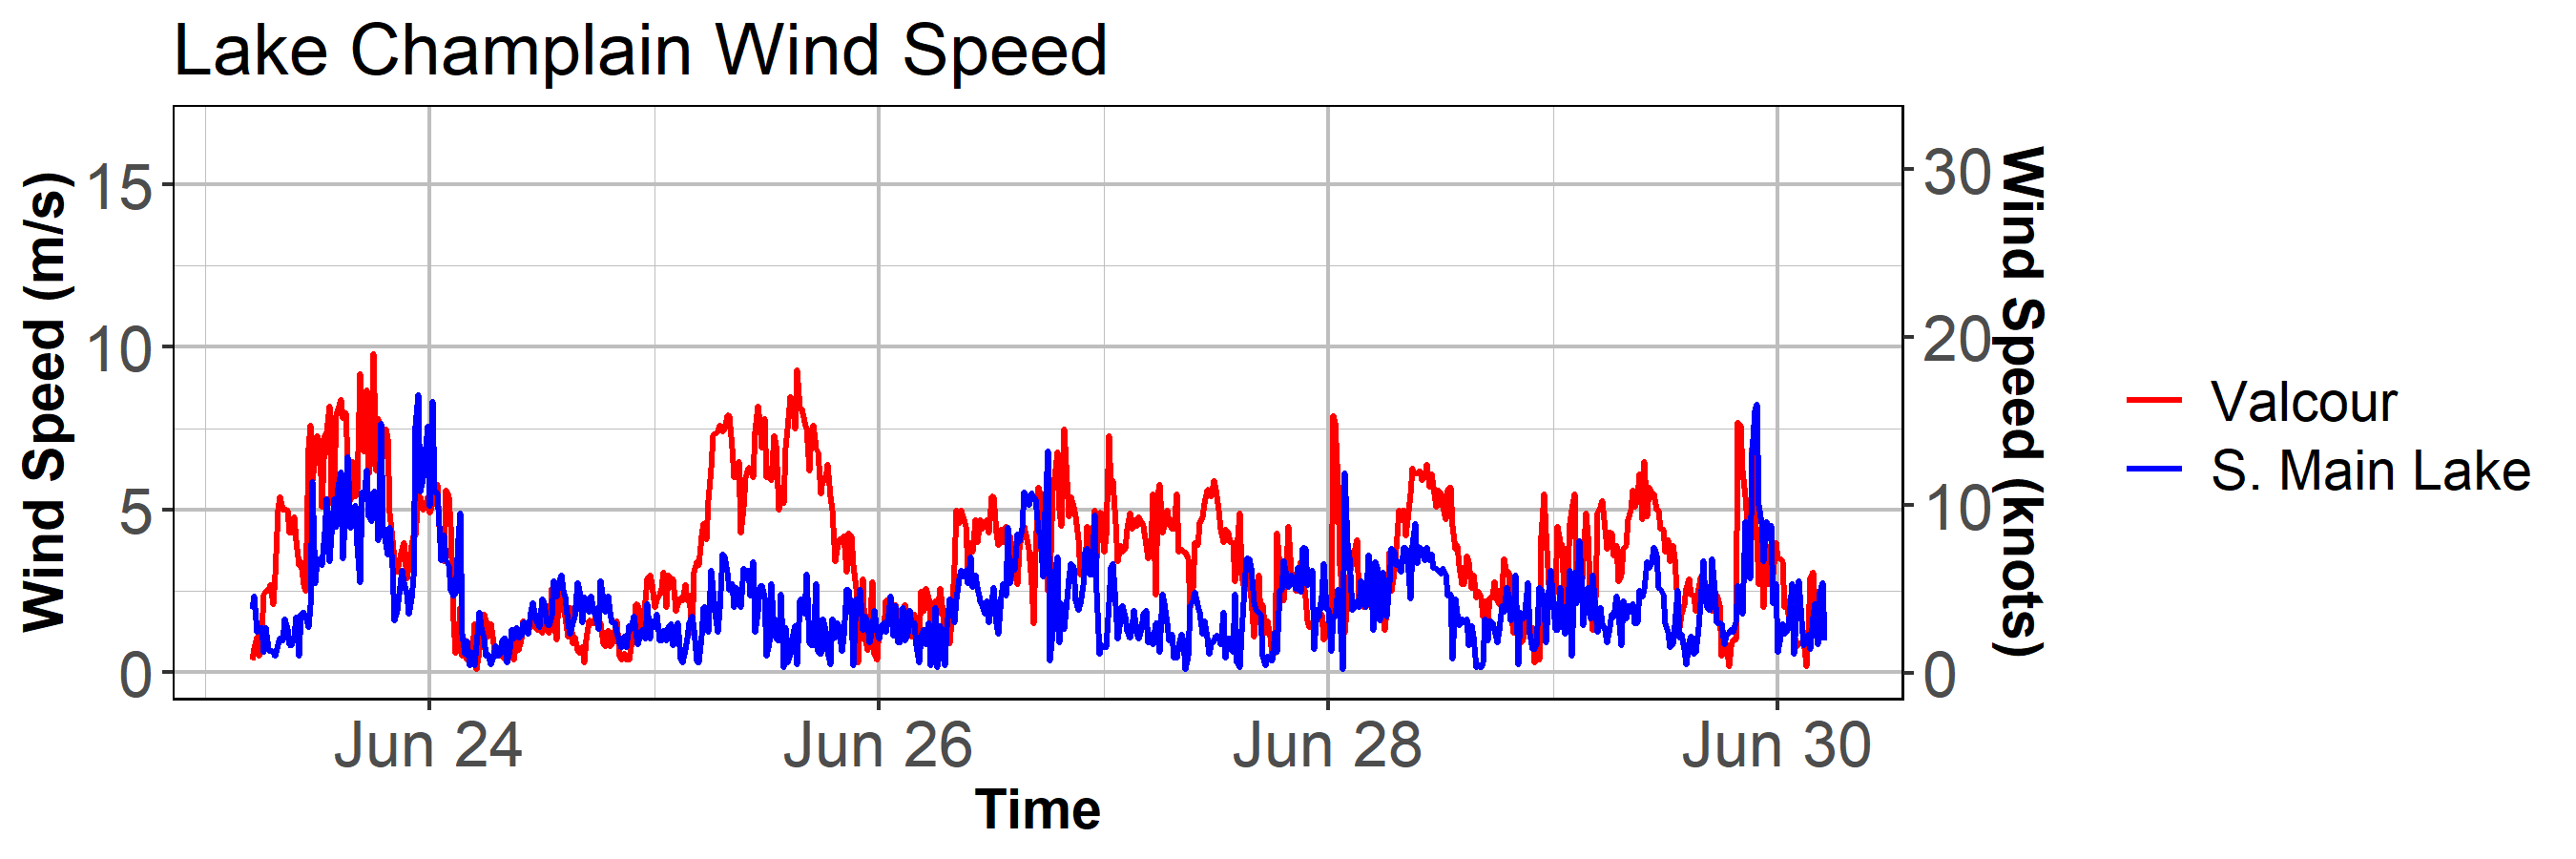 Lake Champlain Wind Speed
Wind Speed (m/s)
15
10
5
0
30
20
10
0
Wind Speed (knots)
Jun 24
Jun 26
Jun 28
Jun 30
Time
Valcour
S. Main Lake